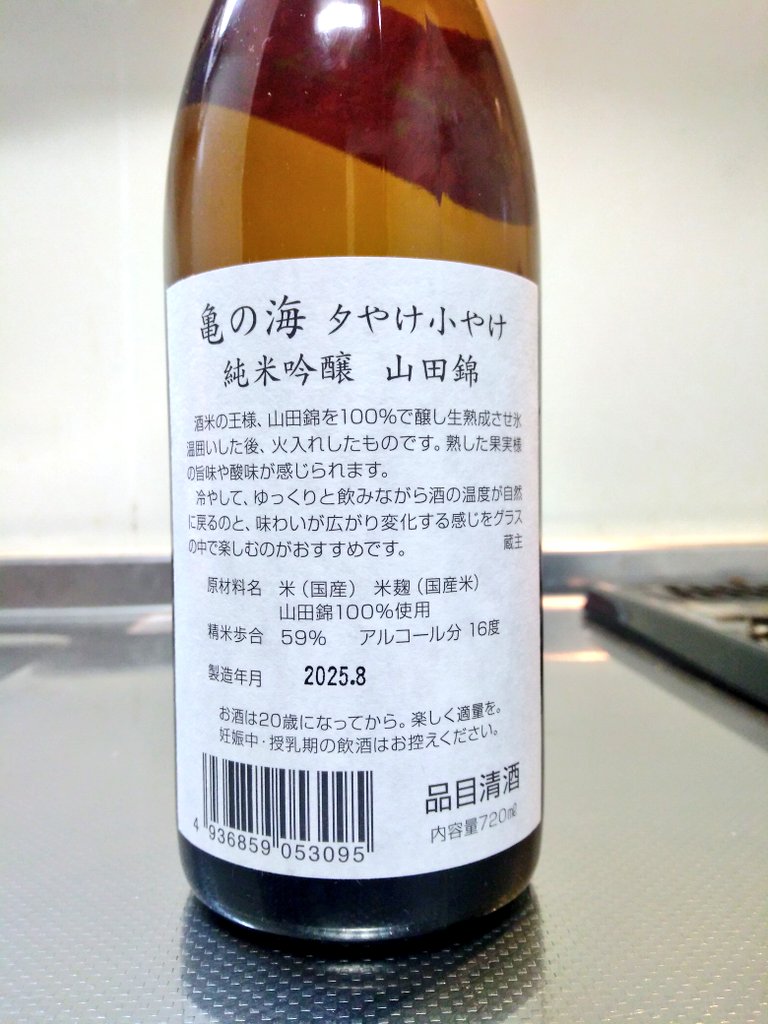 亀の海 夕やけ小やけ
純米吟醸 山田錦
酒米の王様、山田錦を100%で醸し生熟成させ氷
温囲いした後、火入れしたものです。熟した果実様
の旨味や酸味が感じられます。
冷やして、ゆっくりと飲みながら酒の温度が自然
に戻るのと、味わいが広がり変化する感じをグラス
の中で楽しむのがおすすめです。 蔵主
原材料名 米（国産） 米麹（国産米）
山田錦100%使用
精米歩合 59% アルコール分 16度
製造年月 2025.8
お酒は20歳になってから。楽しく適量を。
妊娠中・授乳期の飲酒はお控えください。
品目清酒
内容量720ml
4 936859 053095